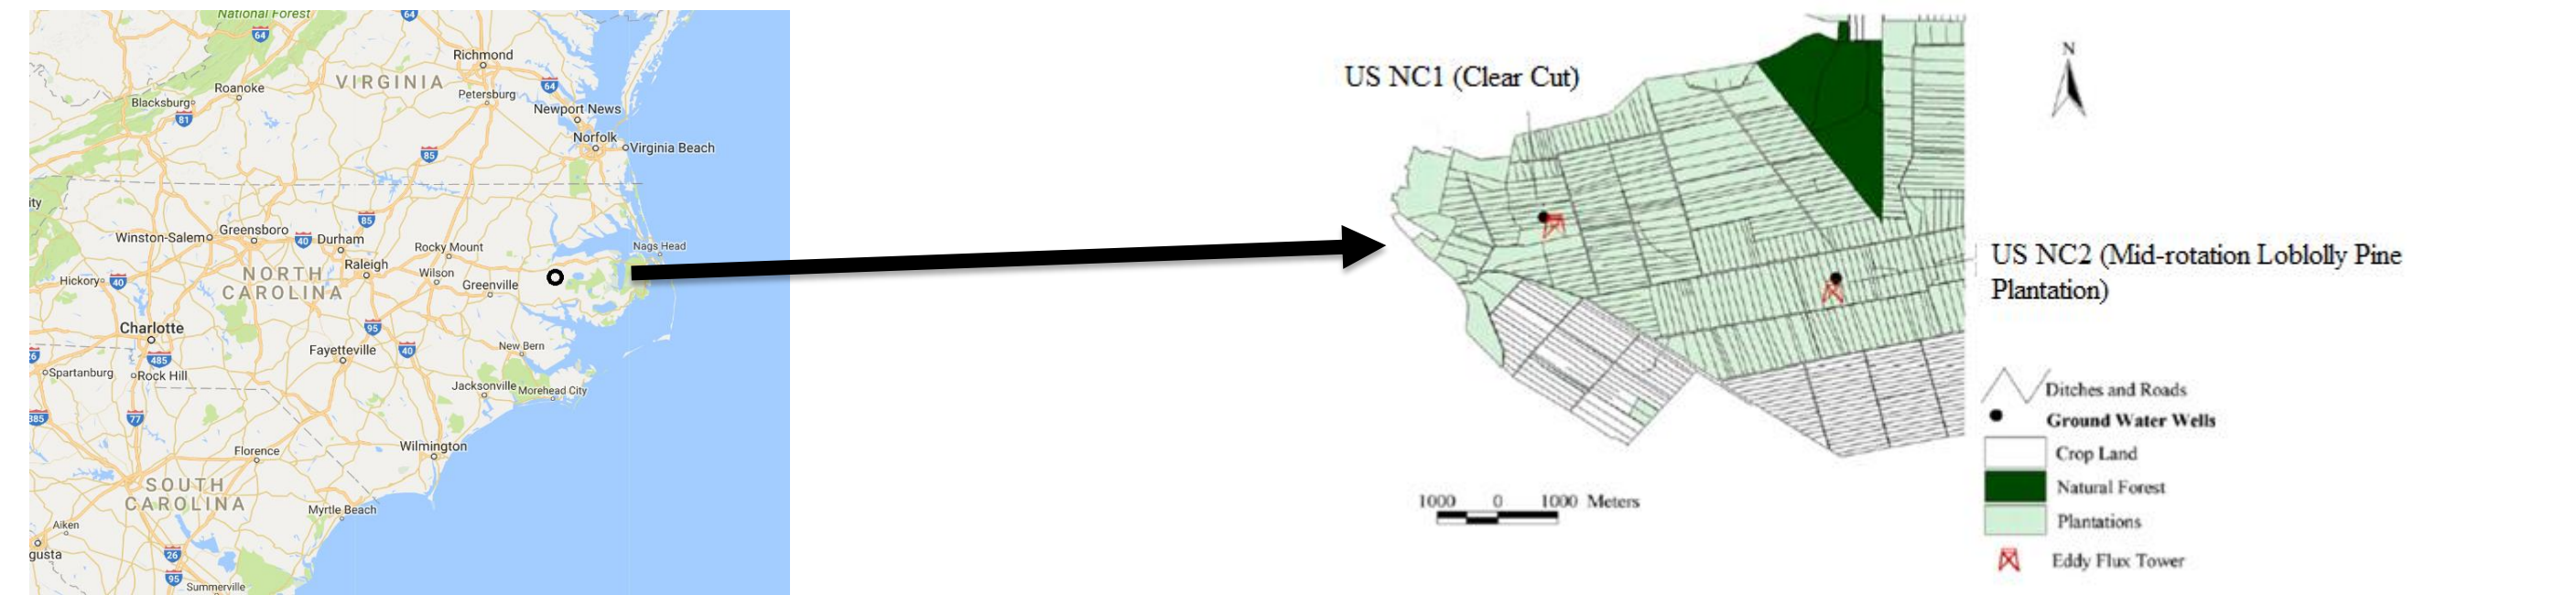 National Forest
64
64
Richmond
VIRGINIA
64
Roanoke
Petersburg
Blacksburg
Newport News
81
Norfolk
85
Virginia Beach
ity
85
Winston-Salem
Greensboro
40
Durham
Rocky Mount
Nags Head
Raleigh
Hickory
40
NORTH
CAROLINA
Wilson
Greenville
Charlotte
95
Fayetteville
40
New Bern
26
485
Spartanburg
Rock Hill
Jacksonville
Morehead City
385
77
Wilmington
Florence
SOUTH
CAROLINA
Myrtle Beach
Aiken
gusta
26
95
Summerville
US NC1 (Clear Cut)
N
US NC2 (Mid-rotation Loblolly Pine
Plantation)
Ditches and Roads
Ground Water Wells
Crop Land
Natural Forest
Plantations
Eddy Flux Tower
1000 0 1000 Meters